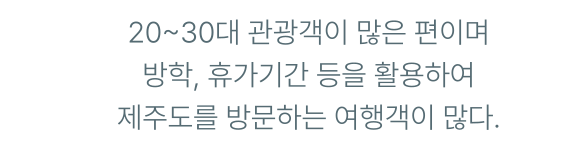 20~30대 관광객이 많은 편이며
방학, 휴가기간 등을 활용하여
제주도를 방문하는 여행객이 많다.